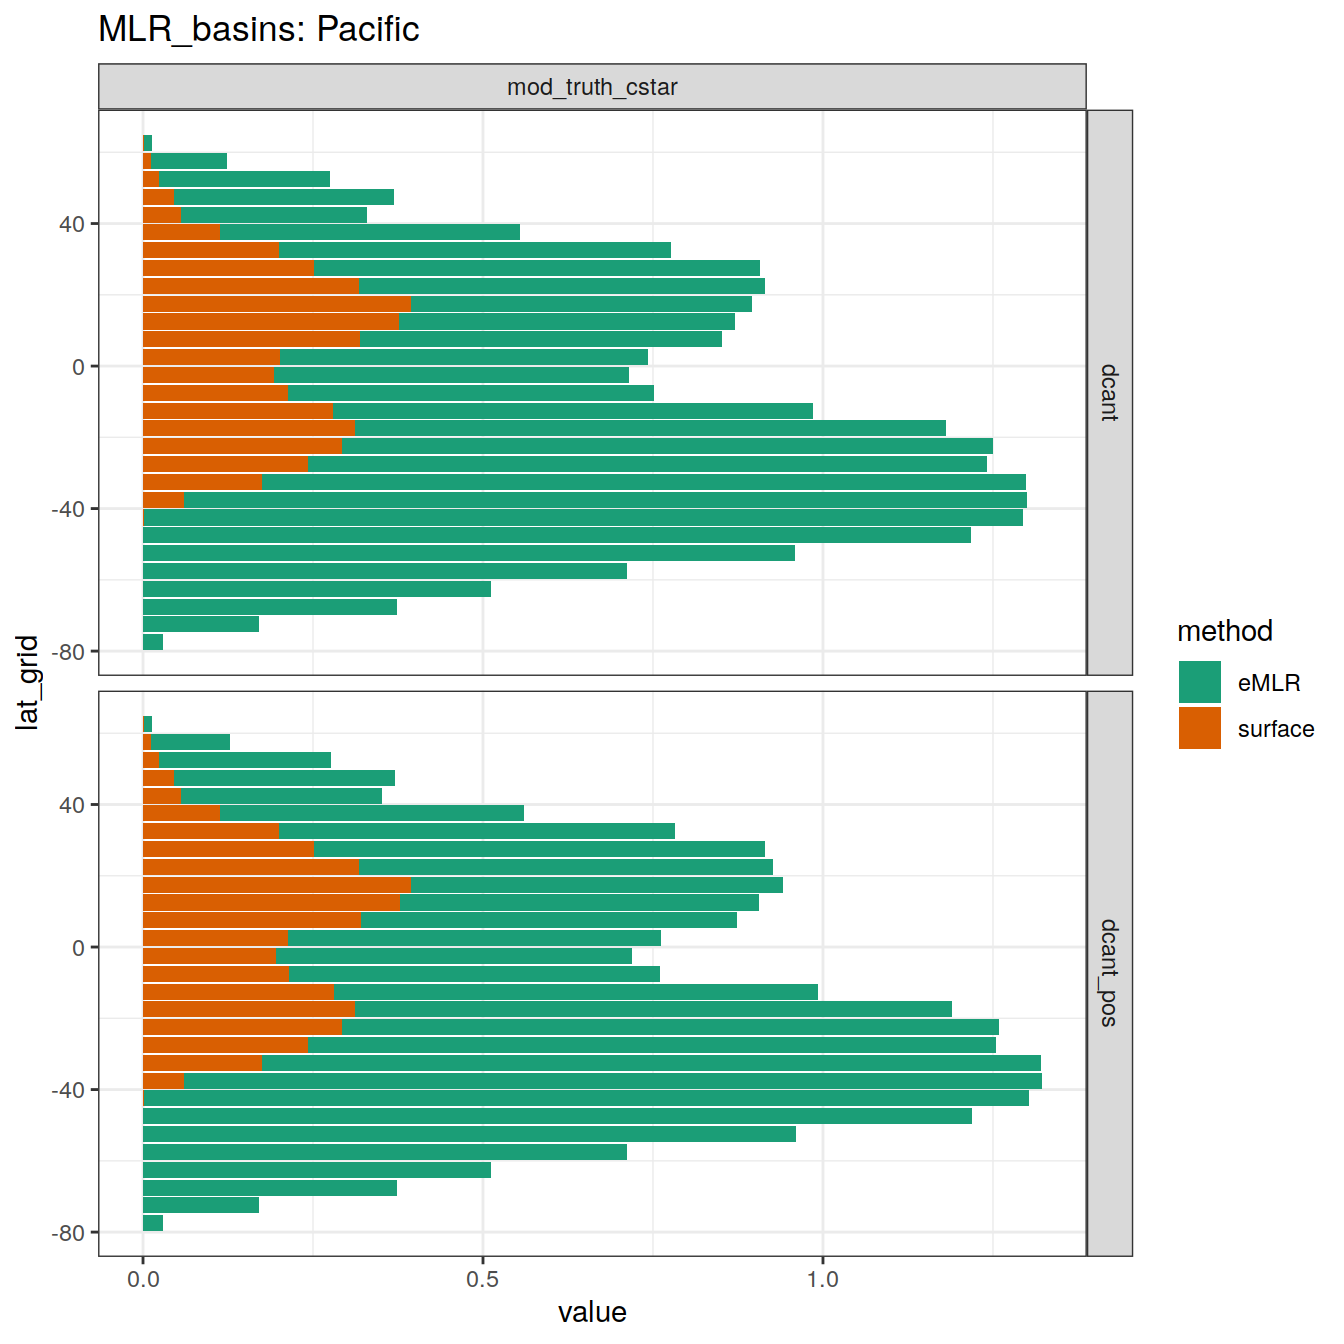 MLR_basins: Pacific
mod_truth_cstar
40
0
-40
-80
dcant
40
0
-40
-80
dcant_pos
lat_grid
0.0 0.5 1.0
value
method
eMLR
surface